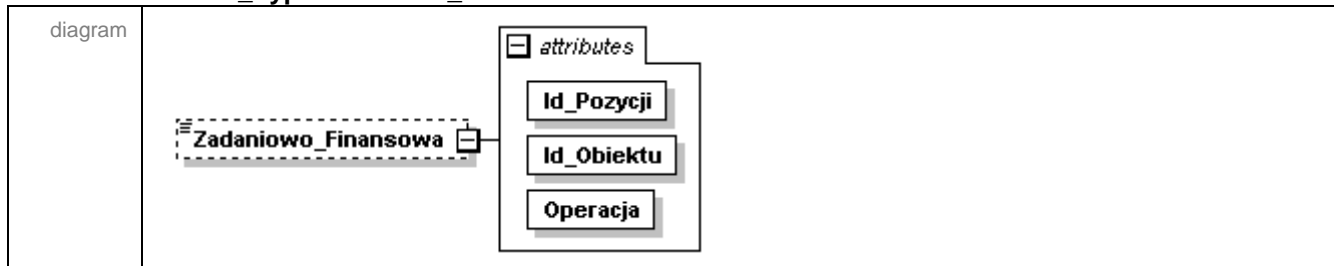 diagram
attributes
Id_Pozycji
Zadaniowo_Finansowa
Id_Obiektu
Operacja